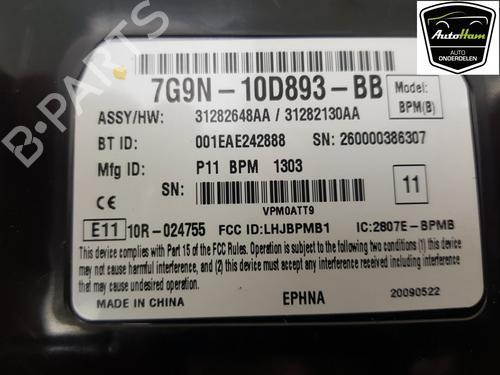 AutoHam
AUTO
ONDERDELEN
B-PARTS
7G9N-10D893-BB
Model:
BPM(B)
ASSY/HW: 31282648AA / 31282130AA
BT ID: 001EAE242888 SN: 260000386307
Mfg ID: P11 BPM 1303
SN:
VPM0ATT9
11
E11 10R-024755 FCC ID:LHJBPMB1 IC:2807E-BPMB
This device complies with Part 15 of the FCC Rules. Operation is subject to the following two conditions (1) this device
may not cause harmful interference, and (2) this device must accept any interference received including interference
that may cause undesired operation.
MADE IN CHINA EPHNA 20090522